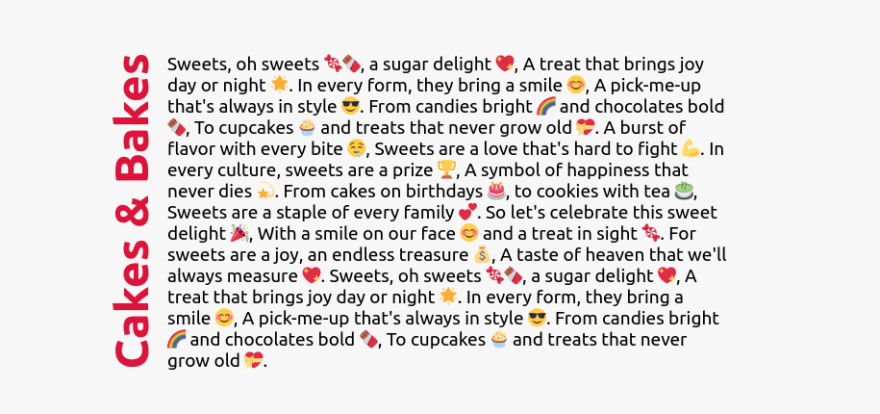 Cakes & Bakes
Sweets, oh sweets 🍬🍫, a sugar delight 💖, A treat that brings joy
day or night 🌟. In every form, they bring a smile 😊, A pick-me-up
that's always in style 😎. From candies bright 🌈 and chocolates bold
🍫, To cupcakes 🧁 and treats that never grow old 💝. A burst of
flavor with every bite 🤤, Sweets are a love that's hard to fight 💪. In
every culture, sweets are a prize 🏆, A symbol of happiness that
never dies 💫. From cakes on birthdays 🎂, to cookies with tea 🍵,
Sweets are a staple of every family 💕. So let's celebrate this sweet
delight 🎉, With a smile on our face 😊 and a treat in sight 🍬. For
sweets are a joy, an endless treasure 💰, A taste of heaven that we'll
always measure 💖. Sweets, oh sweets 🍬🍫, a sugar delight 💖, A
treat that brings joy day or night 🌟. In every form, they bring a
smile 😊, A pick-me-up that's always in style 😎. From candies bright
🌈 and chocolates bold 🍫, To cupcakes 🧁 and treats that never
grow old 💝.